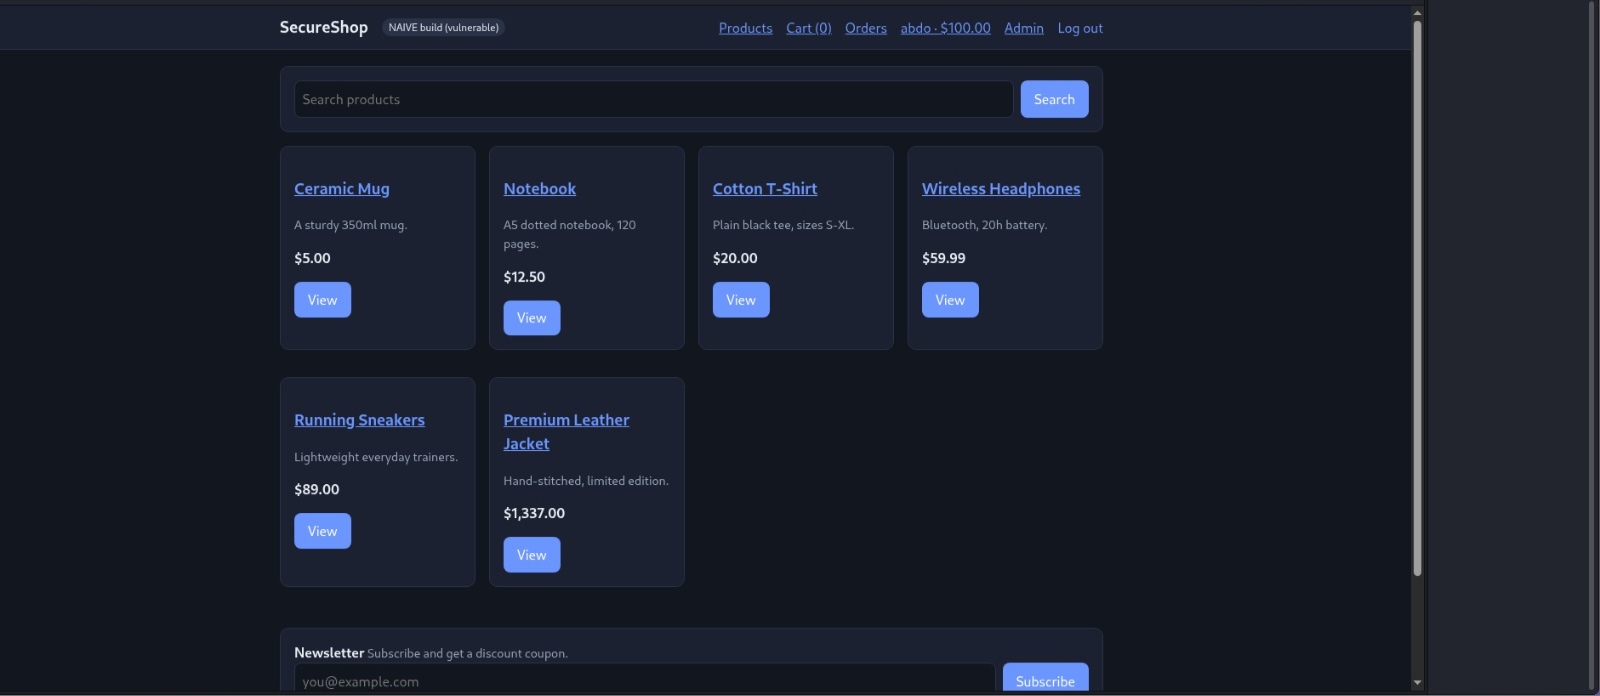 SecureShop NAIVE build (vulnerable) Products Cart (0) Orders abdo · $100.00 Admin Log out
Search products Search
Ceramic Mug
A sturdy 350ml mug.
$5.00
View
Notebook
A5 dotted notebook, 120
pages.
$12.50
View
Cotton T-Shirt
Plain black tee, sizes S-XL.
$20.00
View
Wireless Headphones
Bluetooth, 20h battery.
$59.99
View
Running Sneakers
Lightweight everyday trainers.
$89.00
View
Premium Leather
Jacket
Hand-stitched, limited edition.
$1,337.00
View
Newsletter Subscribe and get a discount coupon.
you@example.com Subscribe